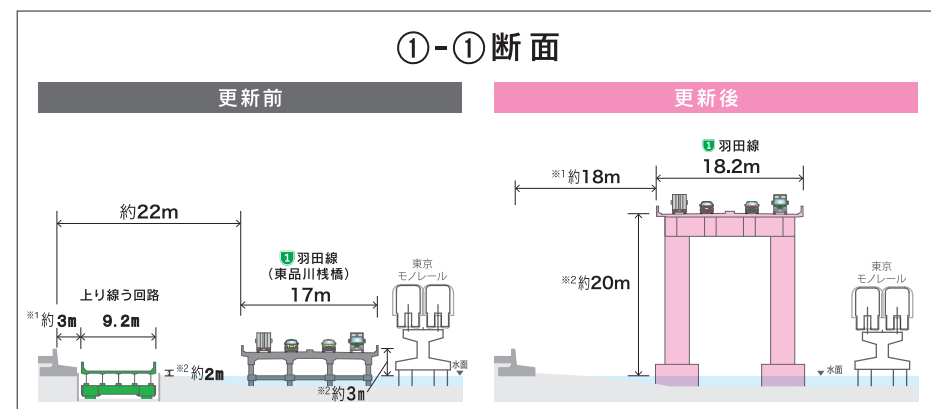 ①-①断面
更新前
約22m
1 羽田線
(東品川桟橋)
17m
東京
モノレール
上り線う回路
※1約3m
9.2m
※2約2m
※2約3m
水面
更新後
1 羽田線
18.2m
※1約18m
※2約20m
東京
モノレール
水面